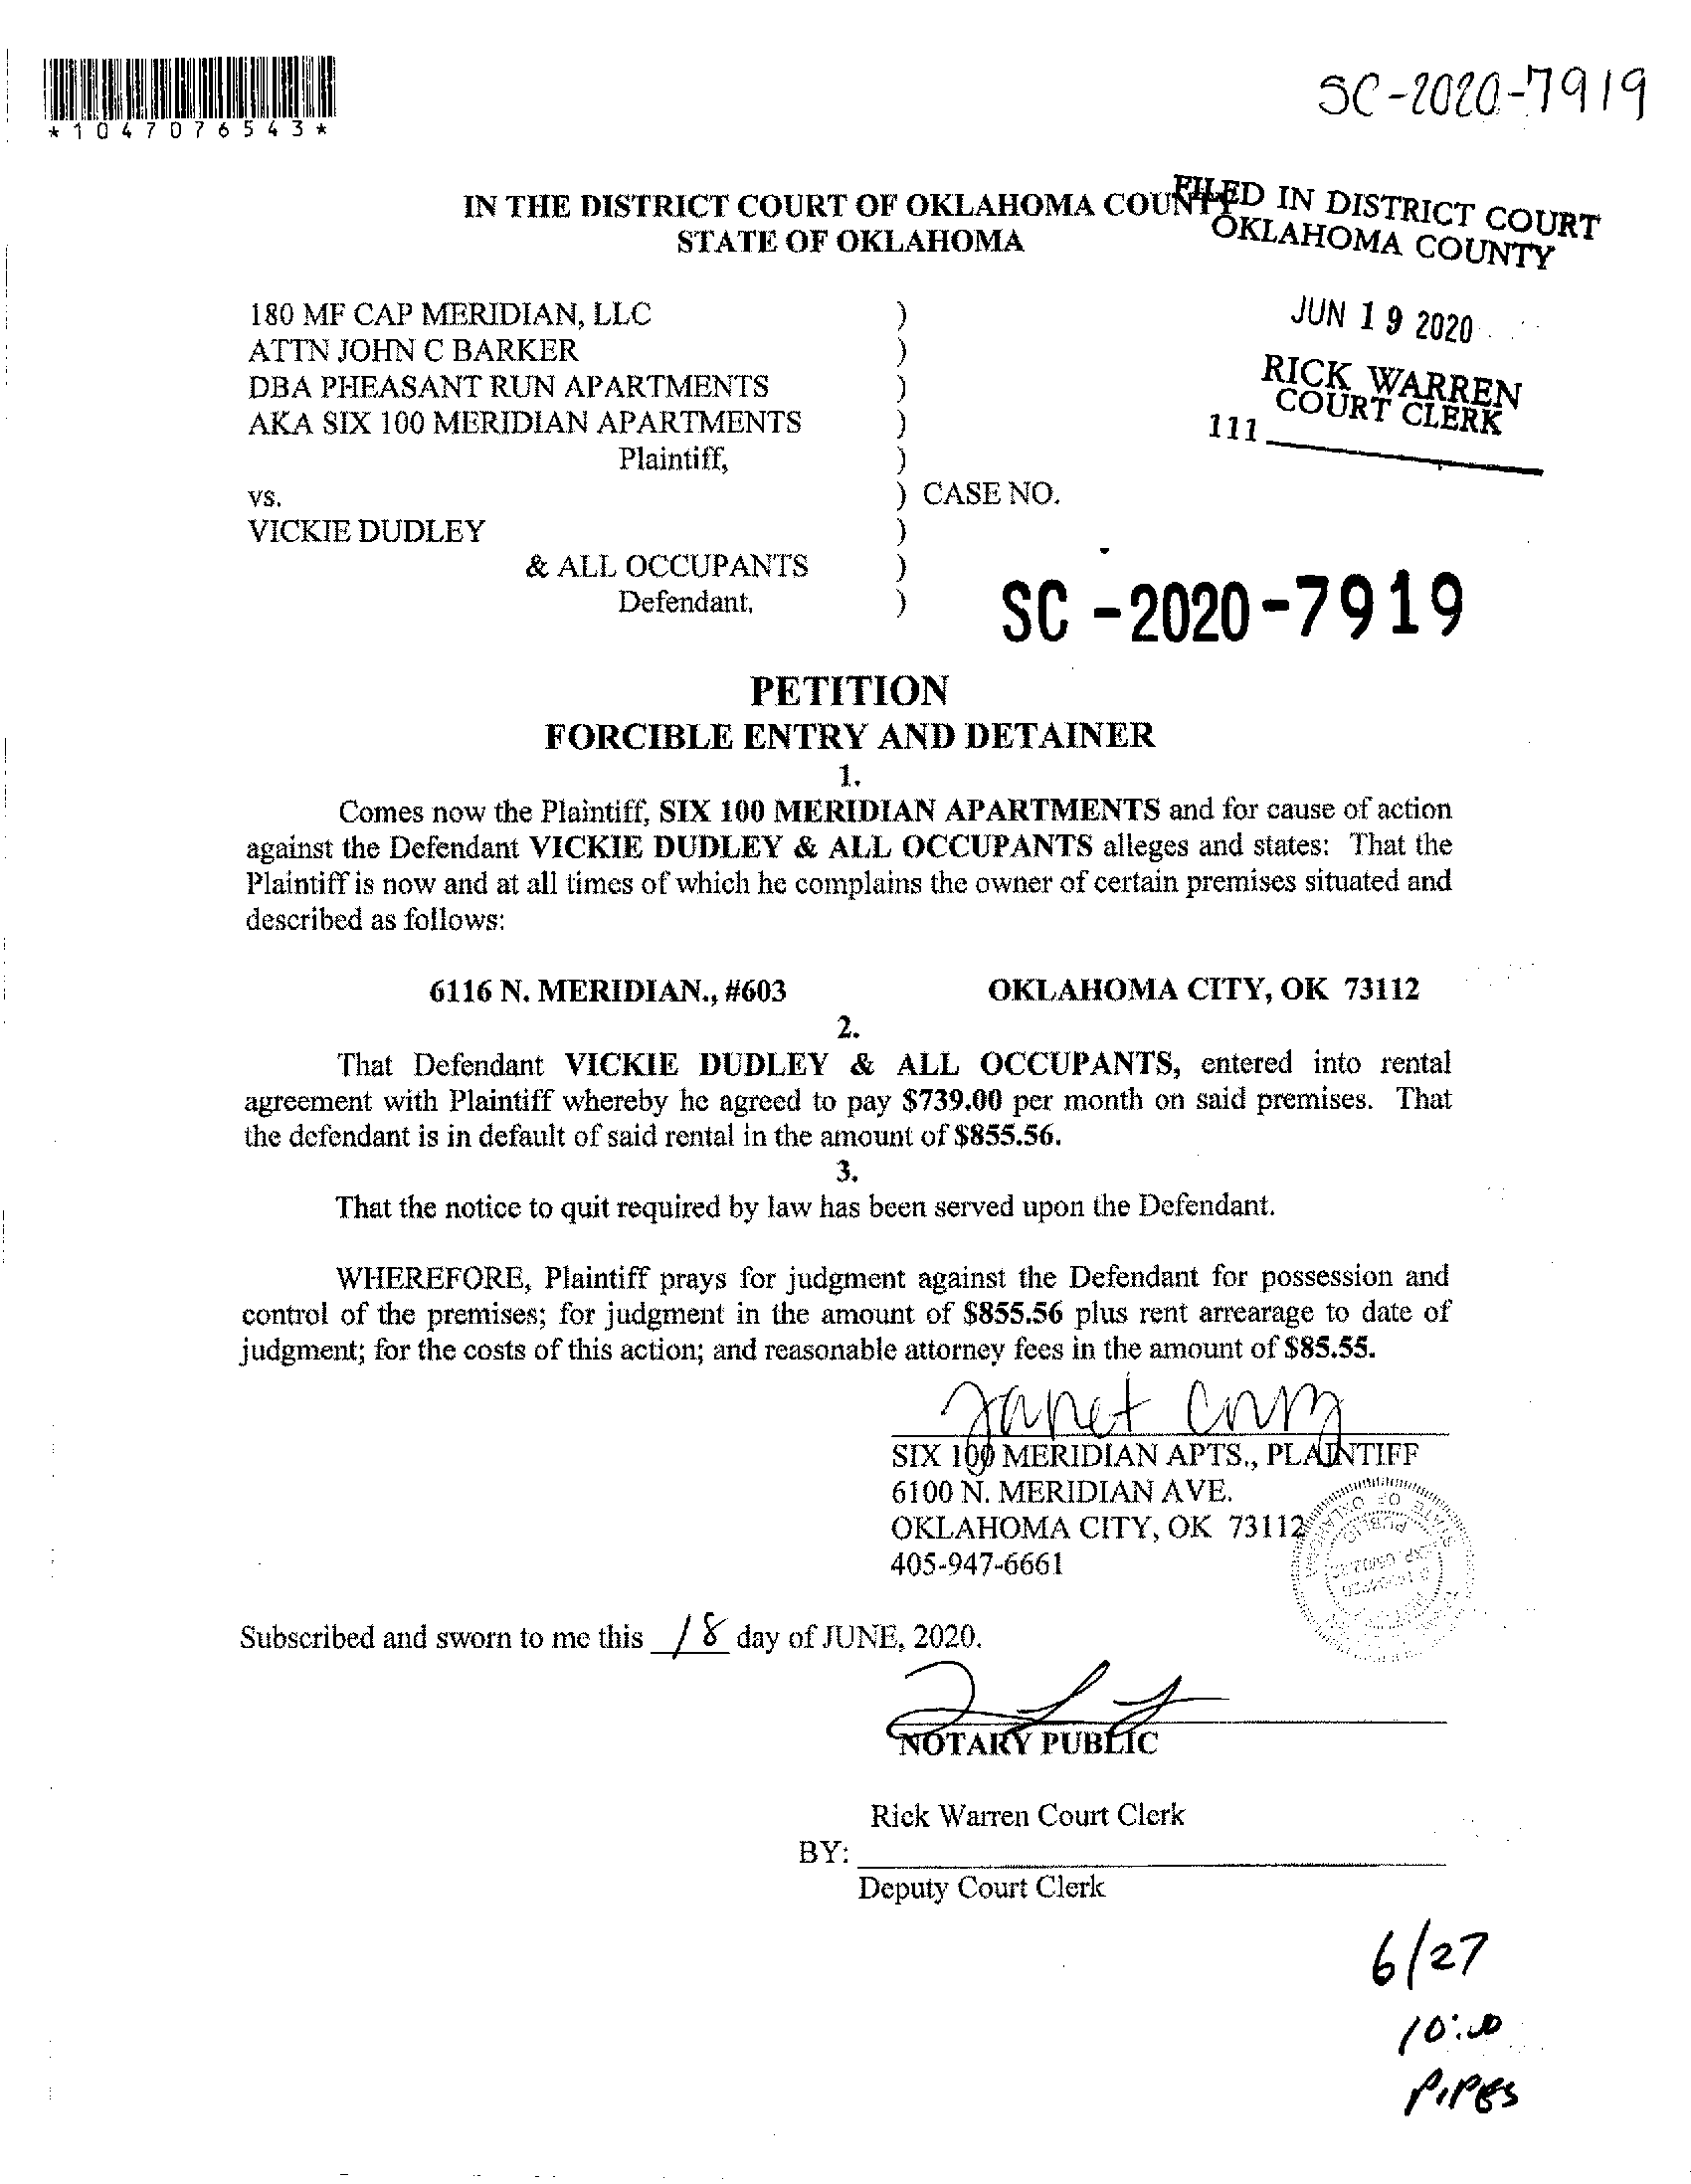 *1047076543*
SC-2020-7919
IN THE DISTRICT COURT OF OKLAHOMA COUNTY
STATE OF OKLAHOMA
FILED IN DISTRICT COURT
OKLAHOMA COUNTY
JUN 19 2020
RICK WARREN
COURT CLERK
111
180 MF CAP MERIDIAN, LLC )
ATTN JOHN C BARKER )
DBA PHEASANT RUN APARTMENTS )
AKA SIX 100 MERIDIAN APARTMENTS )
Plaintiff, )
vs. ) CASE NO.
VICKIE DUDLEY )
& ALL OCCUPANTS )
Defendant, )
SC-2020-7919
PETITION
FORCIBLE ENTRY AND DETAINER
1.
Comes now the Plaintiff, SIX 100 MERIDIAN APARTMENTS and for cause of action
against the Defendant VICKIE DUDLEY & ALL OCCUPANTS alleges and states: That the
Plaintiff is now and at all times of which he complains the owner of certain premises situated and
described as follows:
6116 N. MERIDIAN., #603 OKLAHOMA CITY, OK 73112
2.
That Defendant VICKIE DUDLEY & ALL OCCUPANTS, entered into rental
agreement with Plaintiff whereby he agreed to pay $739.00 per month on said premises. That
the defendant is in default of said rental in the amount of $855.56.
3.
That the notice to quit required by law has been served upon the Defendant.
WHEREFORE, Plaintiff prays for judgment against the Defendant for possession and
control of the premises; for judgment in the amount of $855.56 plus rent arrearage to date of
judgment; for the costs of this action; and reasonable attorney fees in the amount of $85.55.
Janet
SIX 100 MERIDIAN APTS., PLAINTIFF
6100 N. MERIDIAN AVE.
OKLAHOMA CITY, OK 73112
405-947-6661
STATE OF OKLAHOMA
PUBLIC
Subscribed and sworn to me this 18 day of JUNE, 2020.
NOTARY PUBLIC
Rick Warren Court Clerk
BY:
Deputy Court Clerk
6/27
10:00
PIPES